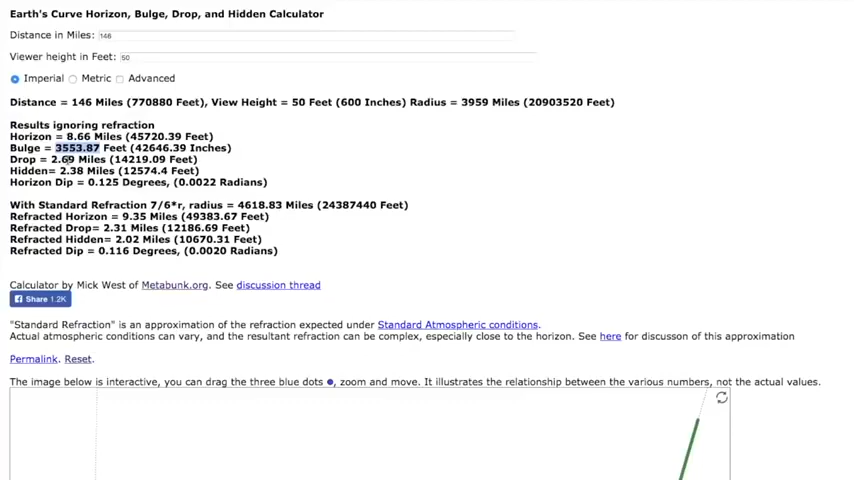 Earth's Curve Horizon, Bulge, Drop, and Hidden Calculator
Distance in Miles: 146
Viewer height in Feet: 50
Imperial Metric Advanced
Distance = 146 Miles (770880 Feet), View Height = 50 Feet (600 Inches) Radius = 3959 Miles (20903520 Feet)
Results ignoring refraction
Horizon = 8.66 Miles (45720.39 Feet)
Bulge = 3553.87 Feet (42646.39 Inches)
Drop = 2.69 Miles (14219.09 Feet)
Hidden= 2.38 Miles (12574.4 Feet)
Horizon Dip = 0.125 Degrees, (0.0022 Radians)
With Standard Refraction 7/6*r, radius = 4618.83 Miles (24387440 Feet)
Refracted Horizon = 9.35 Miles (49383.67 Feet)
Refracted Drop= 2.31 Miles (12186.69 Feet)
Refracted Hidden= 2.02 Miles (10670.31 Feet)
Refracted Dip = 0.116 Degrees, (0.0020 Radians)
Calculator by Mick West of Metabunk.org. See discussion thread
Share 1.2K
"Standard Refraction" is an approximation of the refraction expected under Standard Atmospheric conditions.
Actual atmospheric conditions can vary, and the resultant refraction can be complex, especially close to the horizon. See here for discusson of this approximation
Permalink. Reset.
The image below is interactive, you can drag the three blue dots , zoom and move. It illustrates the relationship between the various numbers, not the actual values.